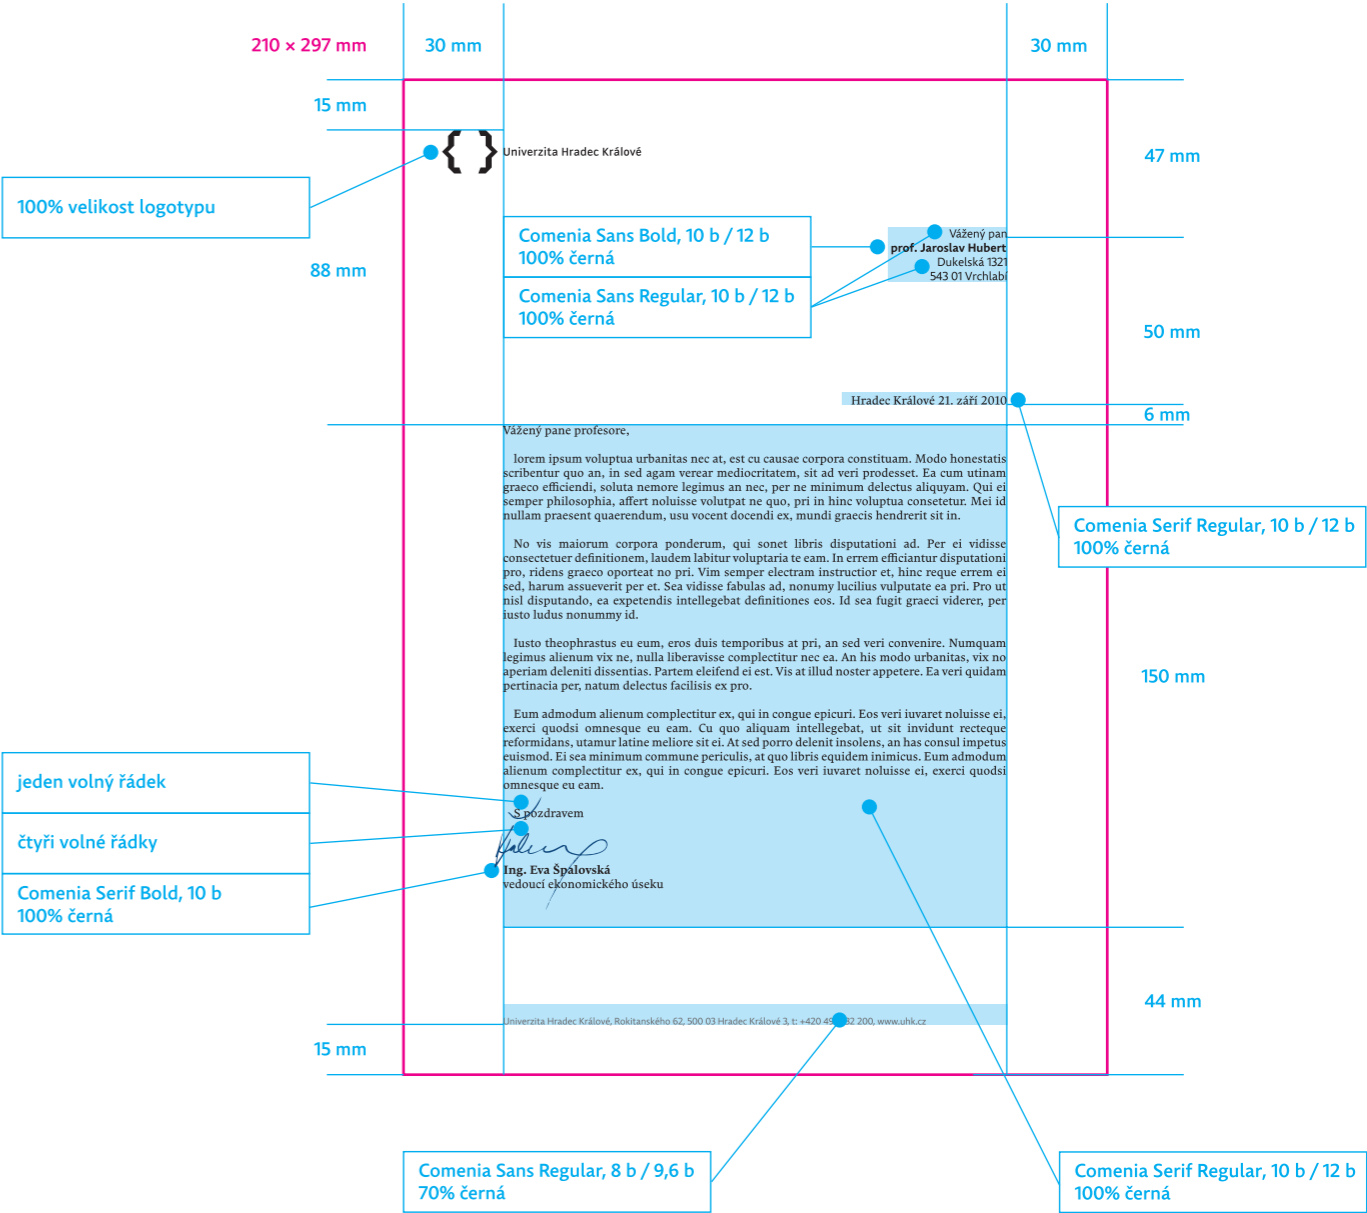 210 × 297 mm
30 mm
30 mm
15 mm
Univerzita Hradec Králové
47 mm
100% velikost logotypu
Comenia Sans Bold, 10 b / 12 b
100% černá
Comenia Sans Regular, 10 b / 12 b
100% černá
Vážený pan
prof. Jaroslav Hubert
Dukelská 1321
543 01 Vrchlabí
88 mm
50 mm
Hradec Králové 21. září 2010
6 mm
Vážený pane profesore,
lorem ipsum voluptua urbanitas nec at, est cu causae corpora constituam. Modo honestatis
scribentur quo an, in sed agam verear mediocritatem, sit ad veri prodesset. Ea cum utinam
graeco efficiendi, soluta nemore legimus an nec, per ne minimum delectus aliquyam. Qui ei
semper philosophia, affert noluisse volutpat ne quo, pri in hinc voluptua consetetur. Mei id
nullam praesent quaerendum, usu vocent docendi ex, mundi graecis hendrerit sit in.
No vis maiorum corpora ponderum, qui sonet libris disputationi ad. Per ei vidisse
consectetuer definitionem, laudem labitur voluptaria te eam. In errem efficiantur disputationi
pro, ridens graeco oporteat no pri. Vim semper electram instructior et, hinc reque errem ei
sed, harum assueverit per et. Sea vidisse fabulas ad, nonumy lucilius vulputate ea pri. Pro ut
nisl disputando, ea expetendis intellegebat definitiones eos. Id sea fugit graeci viderer, per
iusto ludus nonummy id.
Iusto theophrastus eu eum, eros duis temporibus at pri, an sed veri convenire. Numquam
legimus alienum vix ne, nulla liberavisse complectitur nec ea. An his modo urbanitas, vix no
aperiam deleniti dissentias. Partem eleifend ei est. Vis at illud noster appetere. Ea veri quidam
pertinacia per, natum delectus facilisis ex pro.
Eum admodum alienum complectitur ex, qui in congue epicuri. Eos veri iuvaret noluisse ei,
exerci quodsi omnesque eu eam. Cu quo aliquam intellegebat, ut sit invidunt recteque
reformidans, utamur latine meliore sit ei. At sed porro delenit insolens, an has consul impetus
euismod. Ei sea minimum commune periculis, at quo libris equidem inimicus. Eum admodum
alienum complectitur ex, qui in congue epicuri. Eos veri iuvaret noluisse ei, exerci quodsi
omnesque eu eam.
S pozdravem
Ing. Eva Špalovská
vedoucí ekonomického úseku
Comenia Serif Regular, 10 b / 12 b
100% černá
150 mm
jeden volný řádek
čtyři volné řádky
Comenia Serif Bold, 10 b
100% černá
44 mm
Univerzita Hradec Králové, Rokitanského 62, 500 03 Hradec Králové 3, t: +420 200, www.uhk.cz
15 mm
Comenia Sans Regular, 8 b / 9,6 b
70% černá
Comenia Serif Regular, 10 b / 12 b
100% černá